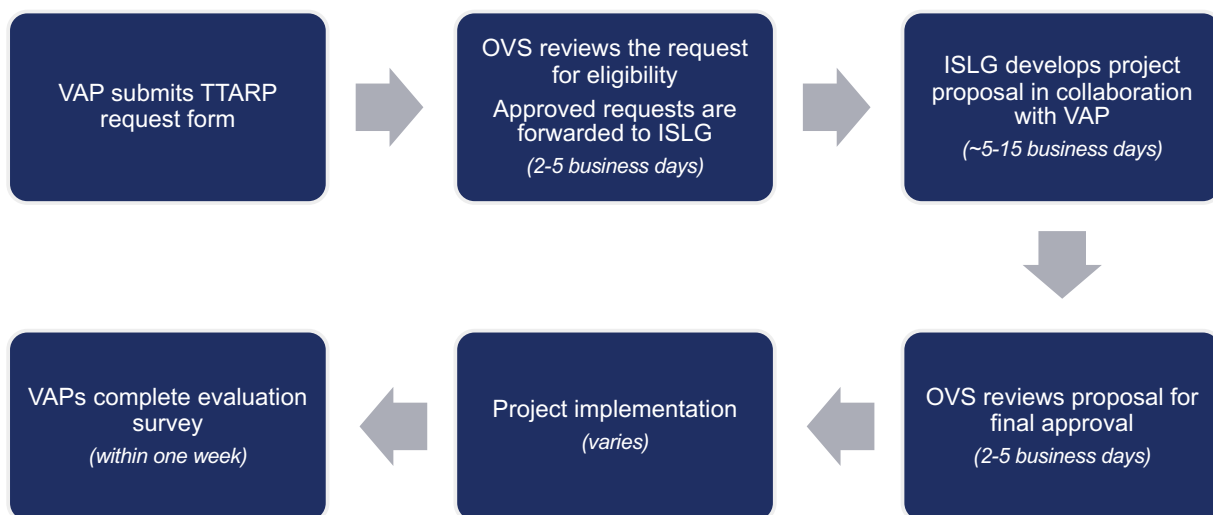 VAP submits TTARP
request form
OVS reviews the request
for eligibility
Approved requests are
forwarded to ISLG
(2-5 business days)
ISLG develops project
proposal in collaboration
with VAP
(~5-15 business days)
OVS reviews proposal for
final approval
(2-5 business days)
Project implementation
(varies)
VAPs complete evaluation
survey
(within one week)